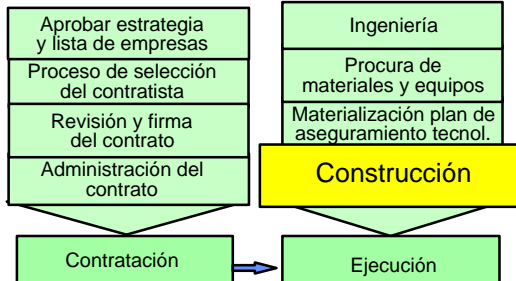 Aprobar estrategia
y lista de empresas
Proceso de selección
del contratista
Revisión y firma
del contrato
Administración del
contrato
Contratación
Ingeniería
Procura de
materiales y equipos
Materialización plan de
aseguramiento tecnol.
Construcción
Ejecución